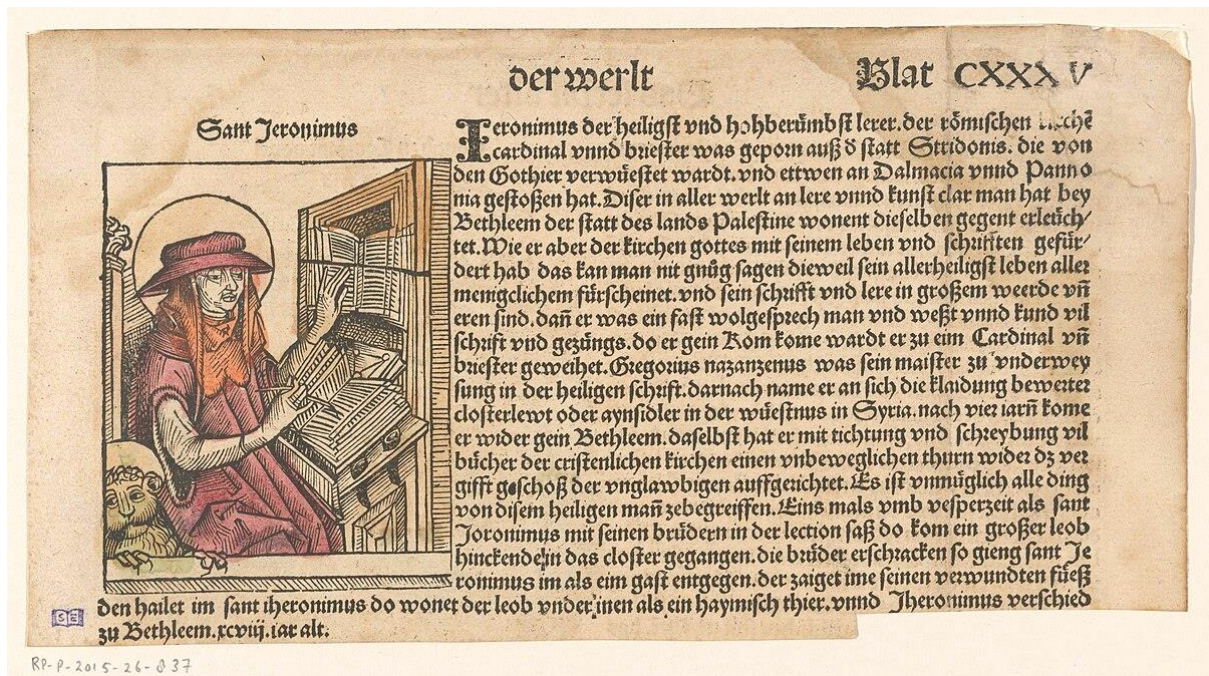 der werlt
Blat CXXXV
Sant Jeronimus
Jeronimus der heiligst vnd hohberümbst lerer. der römischen kirchē
cardinal vnnd briester was geporn auß d̕ statt Stridonis. die von
den Gothier verwüestet wardt. vnd ettwen an Dalmacia vnnd Panno
nia gestoßen hat. Diser in aller werlt an lere vnnd kunst clar man hat bey
Bethleem der statt des lands Palestine wonent dieselben gegent erleüch/
tet. Wie er aber der kirchen gottes mit seinem leben vnd schrifften gefür/
dert hab das kan man nit gnůg sagen dieweil sein allerheiligst leben aller
menigclichem fürscheinet. vnd sein schrifft vnd lere in großem weerde vñ
eren sind. dañ er was ein fast wolgesprech man vnd weßt vnnd kund vil
schrift vnd gezüngs. do er gein Rom kome wardt er zu ein Cardinal vñ
briester geweihet. Gregorius nazanzenus was sein maister zu vnderwey
sung in der heiligen schrift. darnach name er an sich die klaidung bewerter
closterlewt oder aynsidler in der wüestnus in Syria. nach vier iarñ kome
er wider gein Bethleem. daselbst hat er mit tichtung vnd schreybung vil
bücher der cristenlichen kirchen einen vnbeweglichen thurn wider dz ver
gifft geschoß der vnglawbigen auffgerichtet. Es ist vnmüglich alle ding
von disem heiligen mañ zebegreiffen. Eins mals vmb vesperzeit als sant
Joronimus mit seinen brüdern in der lection saß do kom ein großer leob
hinckende in das closter gegangen. die brüder erschracken so gieng sant Je
ronimus im als eim gast entgegen. der zaiget ime seinen verwundten füeß
den hailet im sant iheronimus do wonet der leob vnder inen als ein haymisch thier. vnnd Jheronimus verschied
zu Bethleem. xcviij. iar alt.
RP-P-2015-26-837